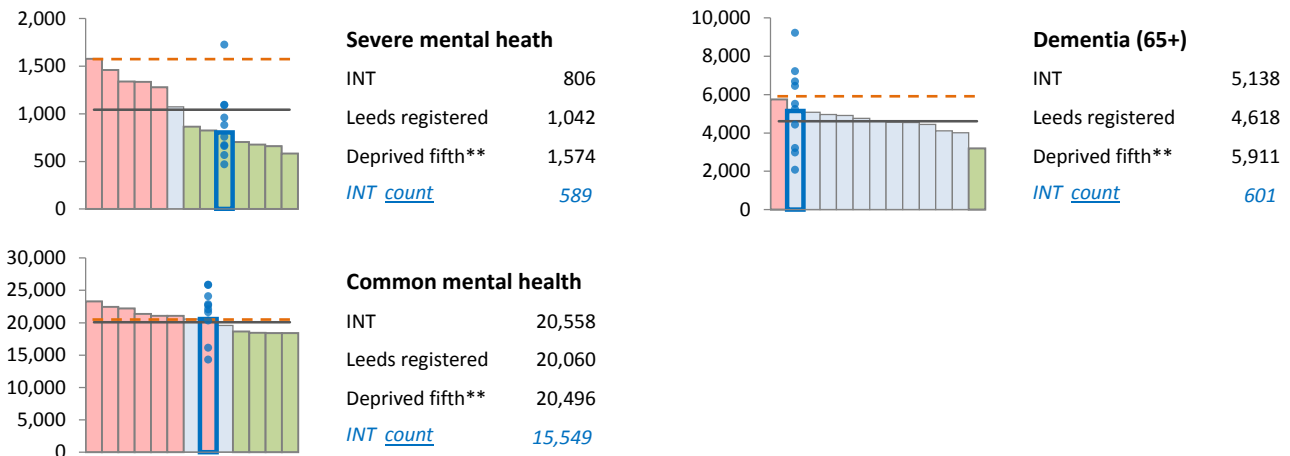 2,000
1,500
1,000
500
0
Severe mental heath
INT 806
Leeds registered 1,042
Deprived fifth** 1,574
INT count 589
10,000
8,000
6,000
4,000
2,000
0
Dementia (65+)
INT 5,138
Leeds registered 4,618
Deprived fifth** 5,911
INT count 601
30,000
25,000
20,000
15,000
10,000
5,000
0
Common mental health
INT 20,558
Leeds registered 20,060
Deprived fifth** 20,496
INT count 15,549